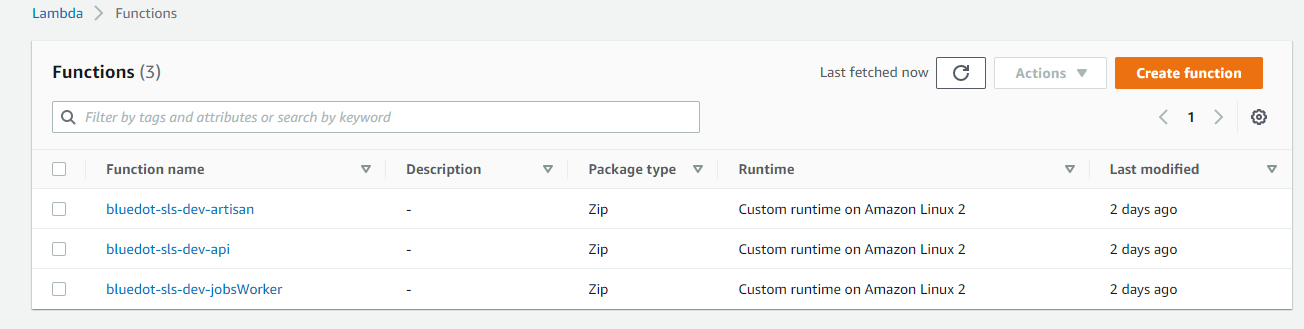 Lambda > Functions
Functions (3) Last fetched now Actions Create function
Filter by tags and attributes or search by keyword 1
Function name Description Package type Runtime Last modified
bluedot-sls-dev-artisan - Zip Custom runtime on Amazon Linux 2 2 days ago
bluedot-sls-dev-api - Zip Custom runtime on Amazon Linux 2 2 days ago
bluedot-sls-dev-jobsWorker - Zip Custom runtime on Amazon Linux 2 2 days ago